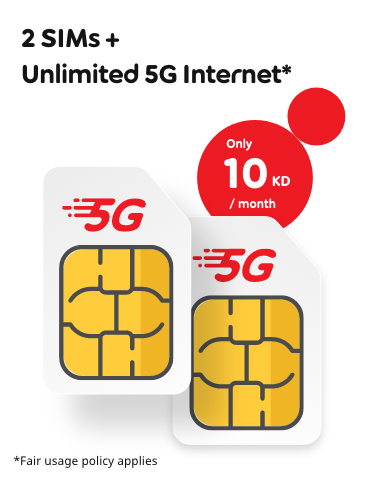 2 SIMs +
Unlimited 5G Internet*
Only
10 KD
/ month
5G
5G
*Fair usage policy applies